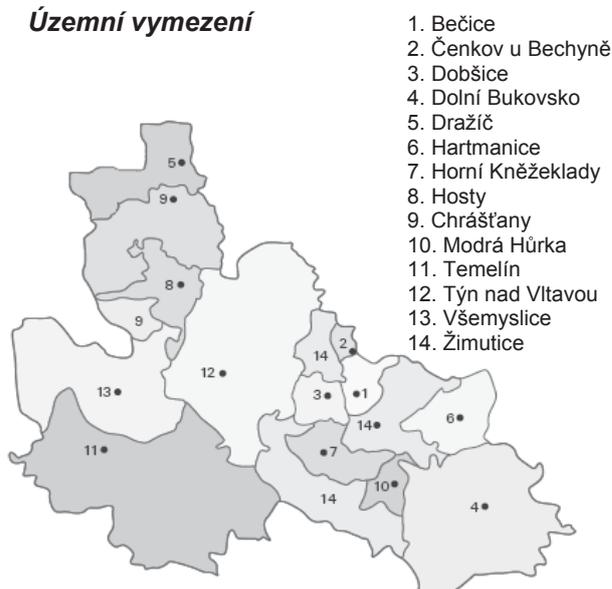 Územní vymezení
1. Bečice
2. Čenkov u Bechyně
3. Dobšice
4. Dolní Bukovsko
5. Dražíč
6. Hartmanice
7. Horní Kněžeklady
8. Hosty
9. Chrášťany
10. Modrá Hůrka
11. Temelín
12. Týn nad Vltavou
13. Všemyslice
14. Žimutice
5
9
8
9
2
14
12
13
3
1
14
6
11
7
10
14
4